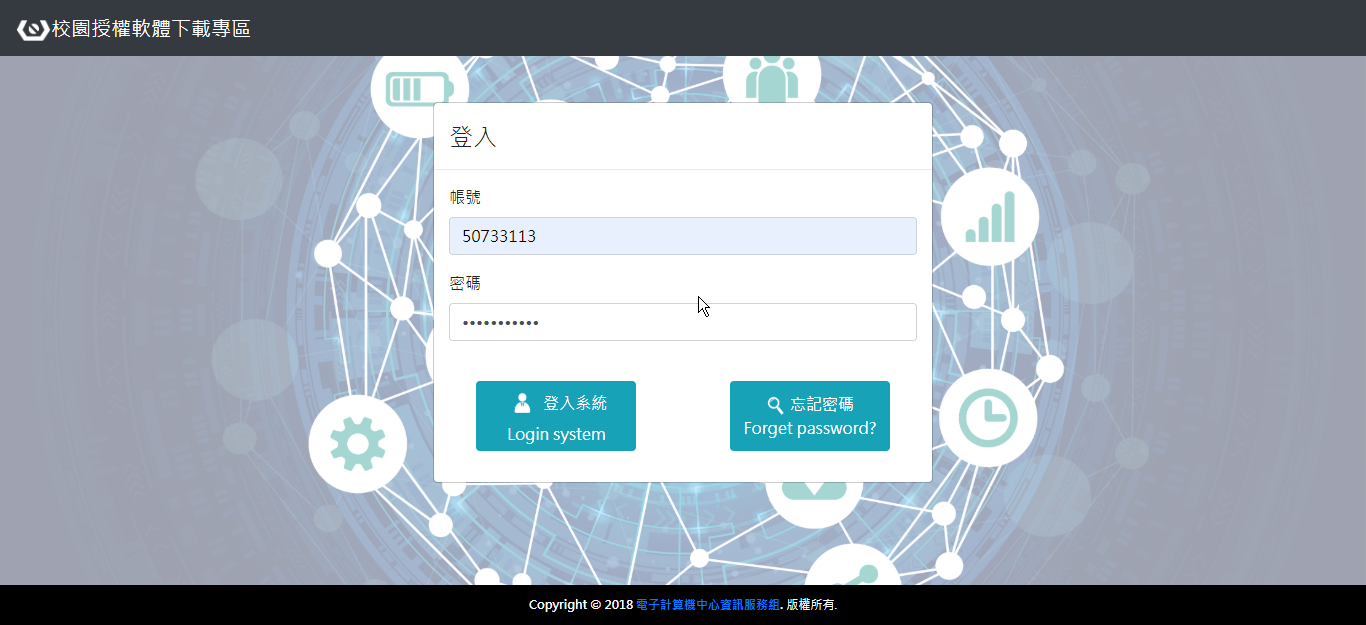 校園授權軟體下載專區
登入
帳號
50733113
密碼
•••••••••••
登入系統
Login system
忘記密碼
Forget password?
Copyright © 2018 電子計算機中心資訊服務組. 版權所有.